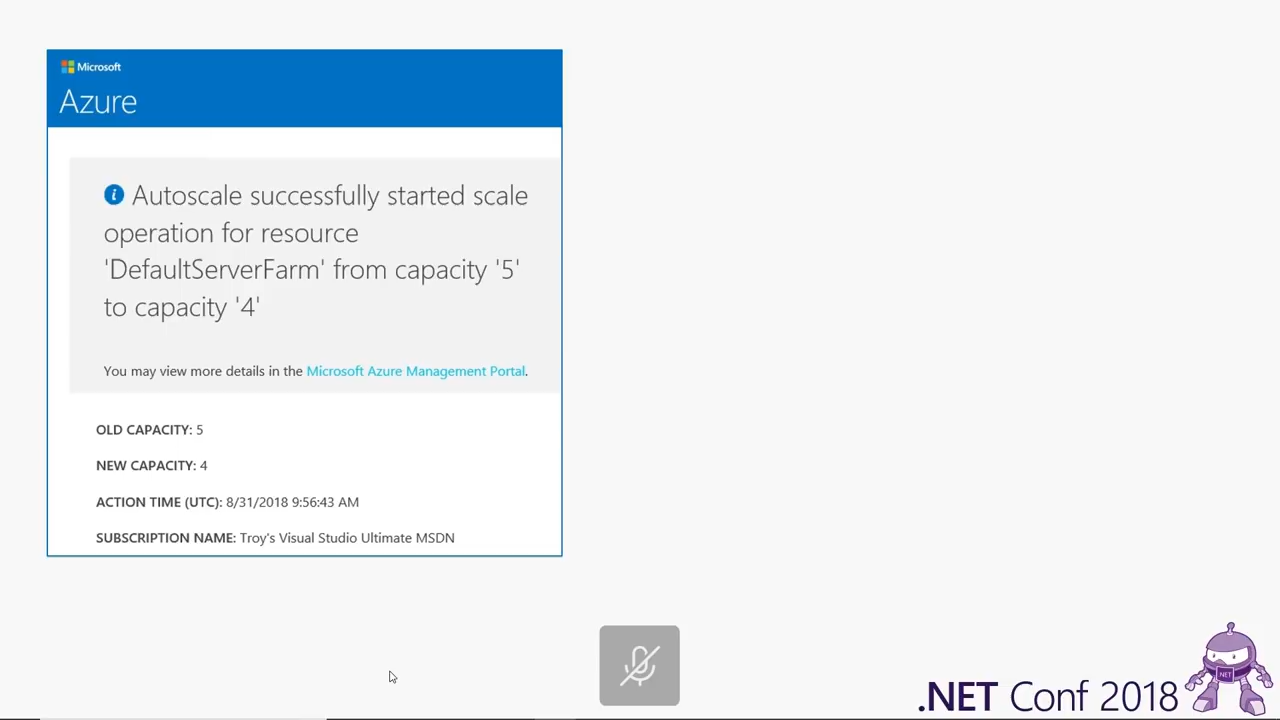 Microsoft
Azure
Autoscale successfully started scale
operation for resource
'DefaultServerFarm' from capacity '5'
to capacity '4'
You may view more details in the Microsoft Azure Management Portal.
OLD CAPACITY: 5
NEW CAPACITY: 4
ACTION TIME (UTC): 8/31/2018 9:56:43 AM
SUBSCRIPTION NAME: Troy's Visual Studio Ultimate MSDN
.NET Conf 2018
.NET